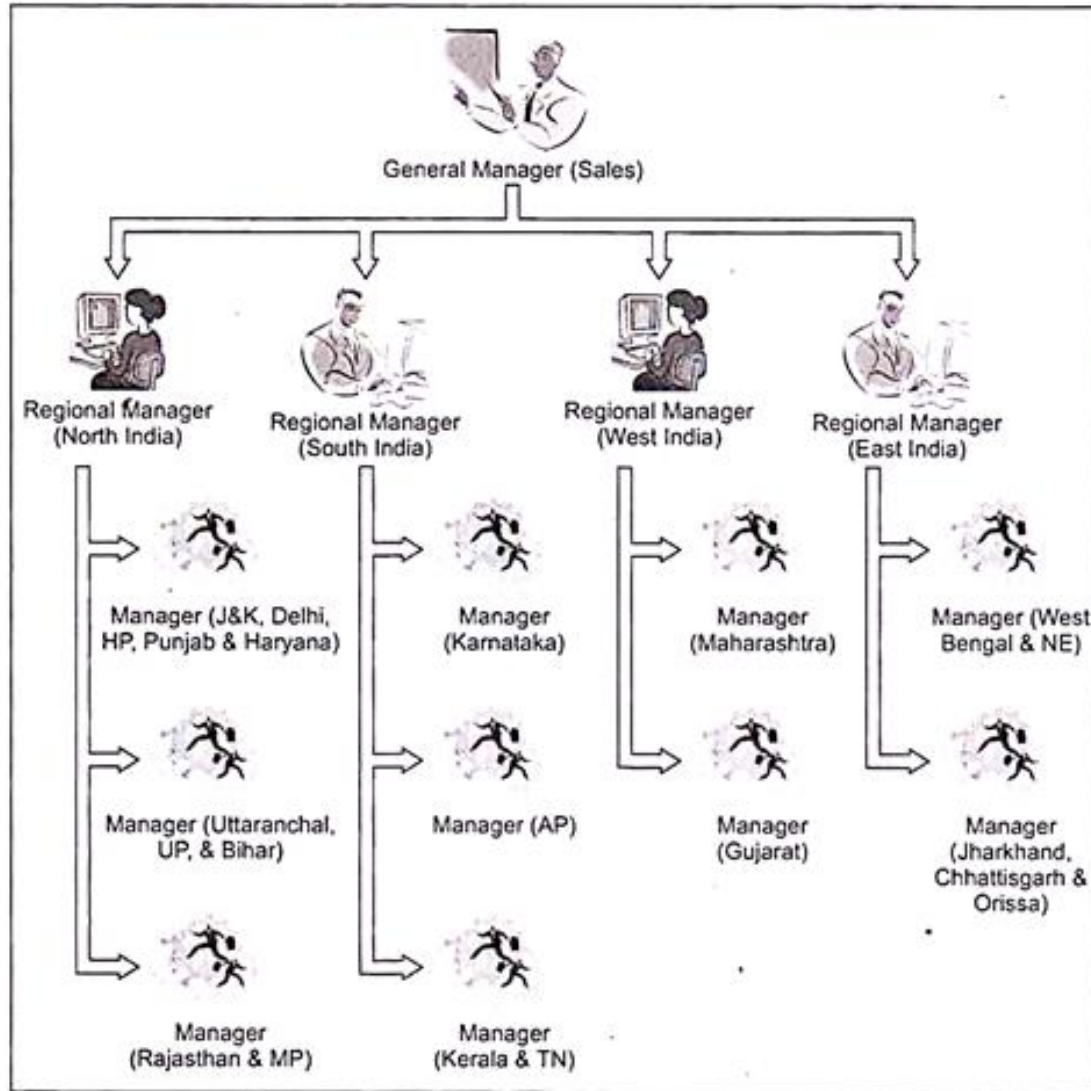 General Manager (Sales)
Regional Manager
(North India)
Regional Manager
(South India)
Regional Manager
(West India)
Regional Manager
(East India)
Manager (J&K, Delhi,
HP, Punjab & Haryana)
Manager
(Karnataka)
Manager
(Maharashtra)
Manager (West
Bengal & NE)
Manager (Uttaranchal,
UP, & Bihar)
Manager (AP)
Manager
(Gujarat)
Manager
(Jharkhand,
Chhattisgarh &
Orissa)
Manager
(Rajasthan & MP)
Manager
(Kerala & TN)